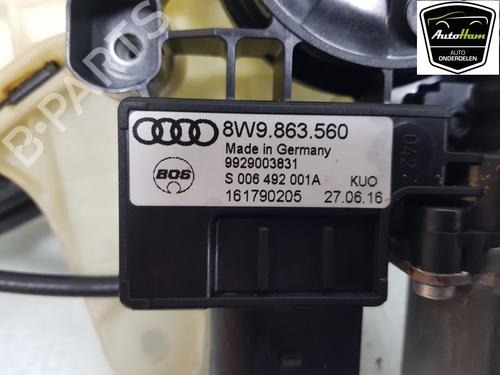 AutoHam
AUTO
ONDERDELEN
B-PARTS
8W9.863.560
Made in Germany
9929003831
BOS
S 006 492 001A KUO
161790205 27.06.16